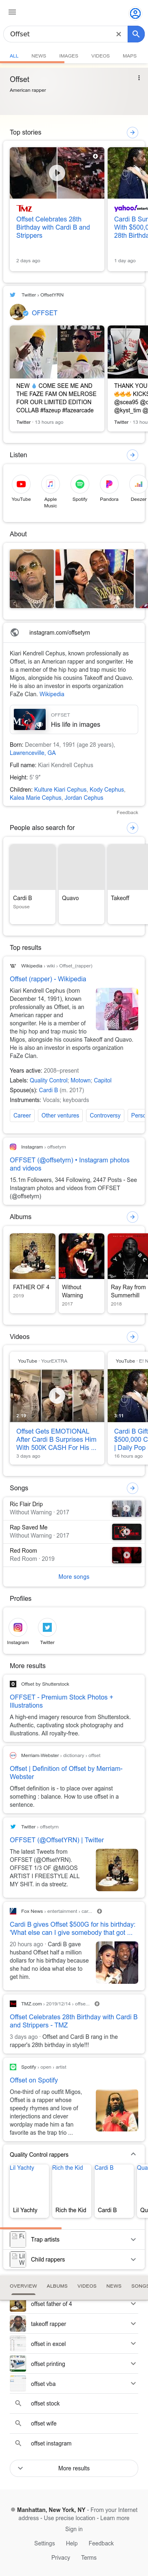 Offset
ALL NEWS IMAGES VIDEOS MAPS
Offset
American rapper
Top stories
TMZ
Offset Celebrates 28th
Birthday with Cardi B and
Strippers
2 days ago
yahoo!
Cardi B Sur
With $500,0
28th Birthda
1 day ago
Twitter › OffsetYRN
OFFSET
NEW 💧 COME SEE ME AND
THE FAZE FAM ON MELROSE
FOR OUR LIMITED EDITION
COLLAB #fazeup #fazearcade
Twitter · 13 hours ago
THANK YOU
🔥🔥🔥 KICKS
@scea95 @c
@kyst_tim @
Twitter · 13 hou
Listen
YouTube
Apple
Music
Spotify
Pandora
Deezer
About
instagram.com/offsetym
Kiari Kendrell Cephus, known professionally as
Offset, is an American rapper and songwriter. He
is a member of the hip hop and trap music trio
Migos, alongside his cousins Takeoff and Quavo.
He is also an investor in esports organization
FaZe Clan. Wikipedia
OFFSET
His life in images
Born: December 14, 1991 (age 28 years),
Lawrenceville, GA
Full name: Kiari Kendrell Cephus
Height: 5′ 9″
Children: Kulture Kiari Cephus, Kody Cephus,
Kalea Marie Cephus, Jordan Cephus
Feedback
People also search for
Cardi B
Spouse
Quavo
Takeoff
Top results
Wikipedia › wiki › Offset_(rapper)
Offset (rapper) - Wikipedia
Kiari Kendrell Cephus (born
December 14, 1991), known
professionally as Offset, is
an American rapper and
songwriter. He is a member
of the hip hop and trap
music trio Migos, alongside his cousins Takeoff and
Quavo. He is also an investor in esports organization
FaZe Clan.
Years active: 2008–present
Labels: Quality Control; Motown; Capitol
Spouse(s): Cardi B (m. 2017)
Instruments: Vocals; keyboards
Career
Other ventures
Controversy
Perso
Instagram › offsetyrn
OFFSET (@offsetyrn) • Instagram photos
and videos
15.1m Followers, 344 Following, 2447 Posts - See
Instagram photos and videos from OFFSET
(@offsetyrn)
Albums
FATHER OF 4
2019
Without
Warning
2017
Ray Ray from
Summerhill
2018
Videos
YouTube · YourEXTRA
2:19
Offset Gets EMOTIONAL
After Cardi B Surprises Him
With 500K CASH For His ...
3 days ago
YouTube · E! N
3:11
Cardi B Gift
$500,000 C
| Daily Pop
16 hours ago
Songs
Ric Flair Drip
Without Warning · 2017
Rap Saved Me
Without Warning · 2017
Red Room
Red Room · 2019
More songs
Profiles
Instagram
Twitter
More results
Offset by Shutterstock
OFFSET - Premium Stock Photos +
Illustrations
A high-end imagery resource from Shutterstock.
Authentic, captivating stock photography and
illustrations. All royalty-free.
Merriam-Webster › dictionary › offset
Offset | Definition of Offset by Merriam-
Webster
Offset definition is - to place over against
something : balance. How to use offset in a
sentence.
Twitter › offsetyrn
OFFSET (@OffsetYRN) | Twitter
The latest Tweets from
OFFSET (@OffsetYRN).
OFFSET 1/3 OF @MIGOS
ARTIST I FREESTYLE ALL
MY SHIT. in da streetz.
Fox News › entertainment › car...
Cardi B gives Offset $500G for his birthday:
'What else can I give somebody that got ...
20 hours ago · Cardi B gave
husband Offset half a million
dollars for his birthday because
she had no idea what else to
get him.
TMZ.com › 2019/12/14 › offse...
Offset Celebrates 28th Birthday with Cardi B
and Strippers - TMZ
3 days ago · Offset and Cardi B rang in the
rapper's 28th birthday in style!!!
Spotify › open › artist
Offset on Spotify
One-third of rap outfit Migos,
Offset is a rapper whose
speedy rhymes and use of
interjections and clever
wordplay made him a fan
favorite as the trap trio ...
Quality Control rappers
Lil Yachty
Rich the Kid
Cardi B
Qua
Lil Yachty
Rich the Kid
Cardi B
Qu
Trap artists
Child rappers
OVERVIEW ALBUMS VIDEOS NEWS SONGS
offset father of 4
takeoff rapper
offset in excel
offset printing
offset vba
offset stock
offset wife
offset instagram
More results
Manhattan, New York, NY - From your Internet
address - Use precise location - Learn more
Sign in
Settings Help Feedback
Privacy Terms